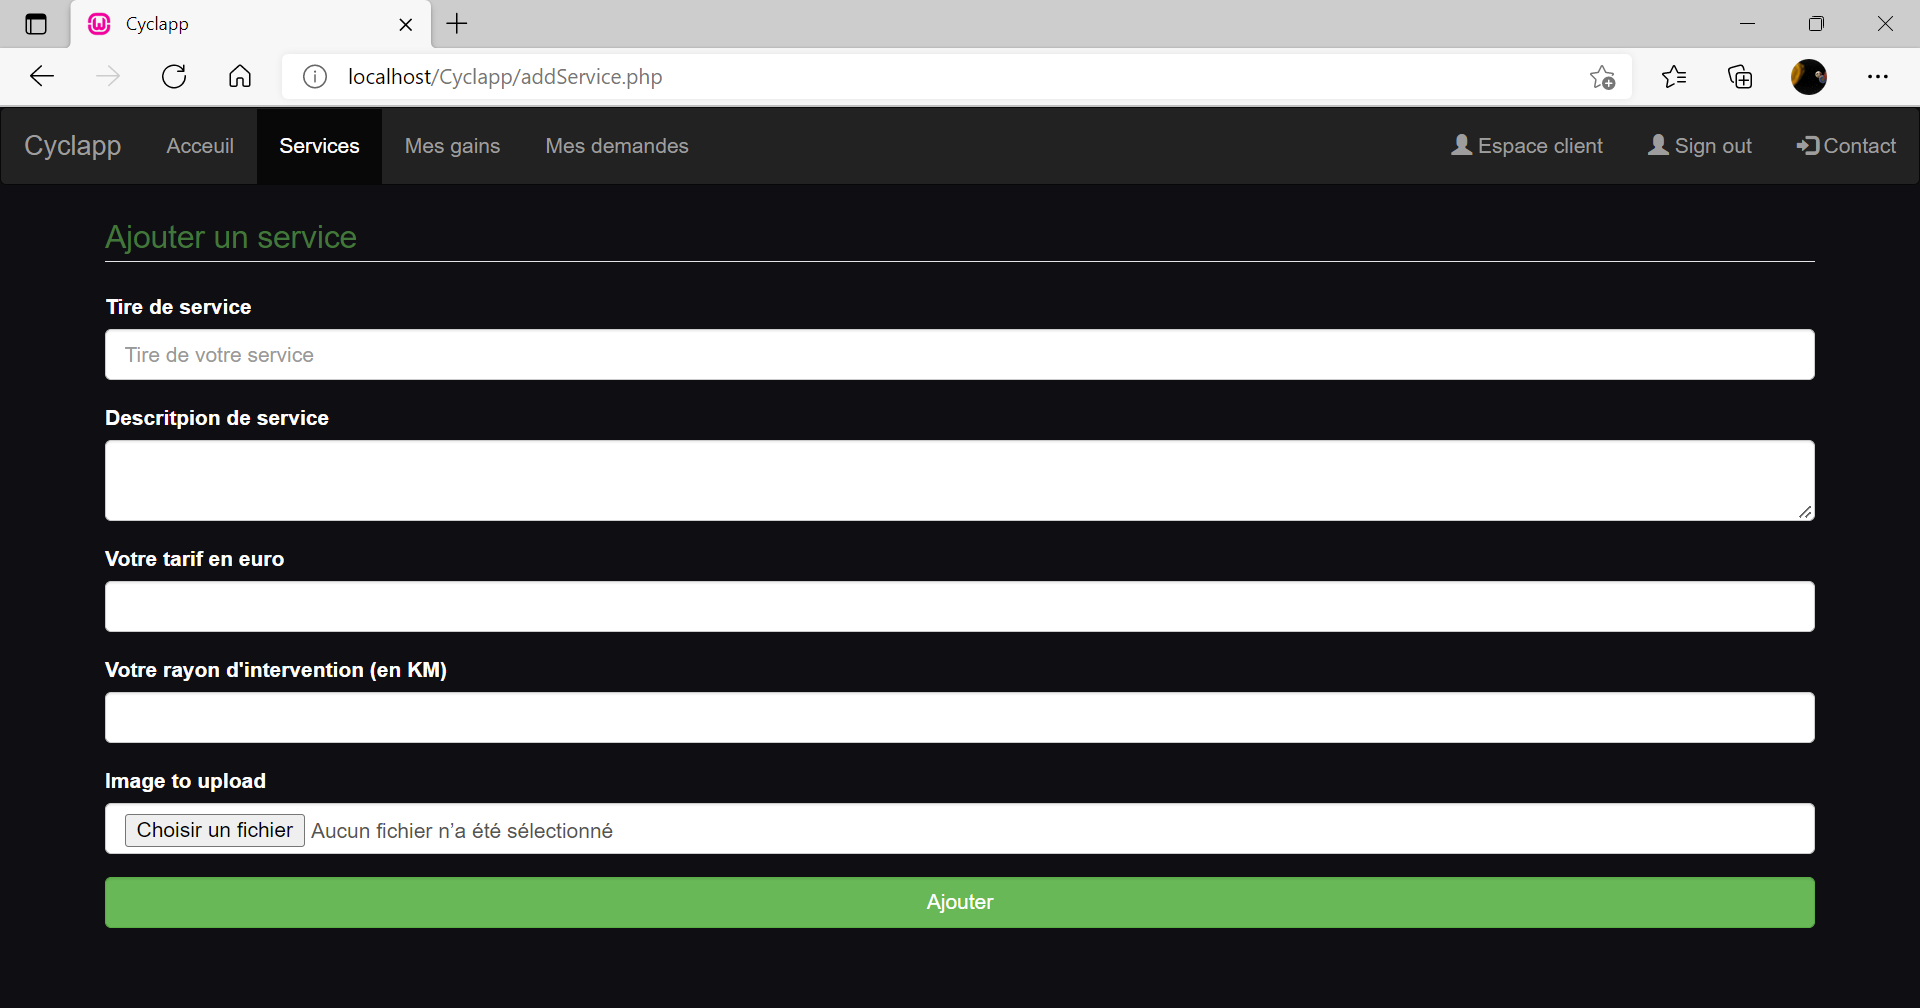 Cyclapp
localhost/Cyclapp/addService.php
Cyclapp Acceuil Services Mes gains Mes demandes Espace client Sign out Contact
Ajouter un service
Tire de service
Tire de votre service
Descritpion de service
Votre tarif en euro
Votre rayon d'intervention (en KM)
Image to upload
Choisir un fichier Aucun fichier n’a été sélectionné
Ajouter